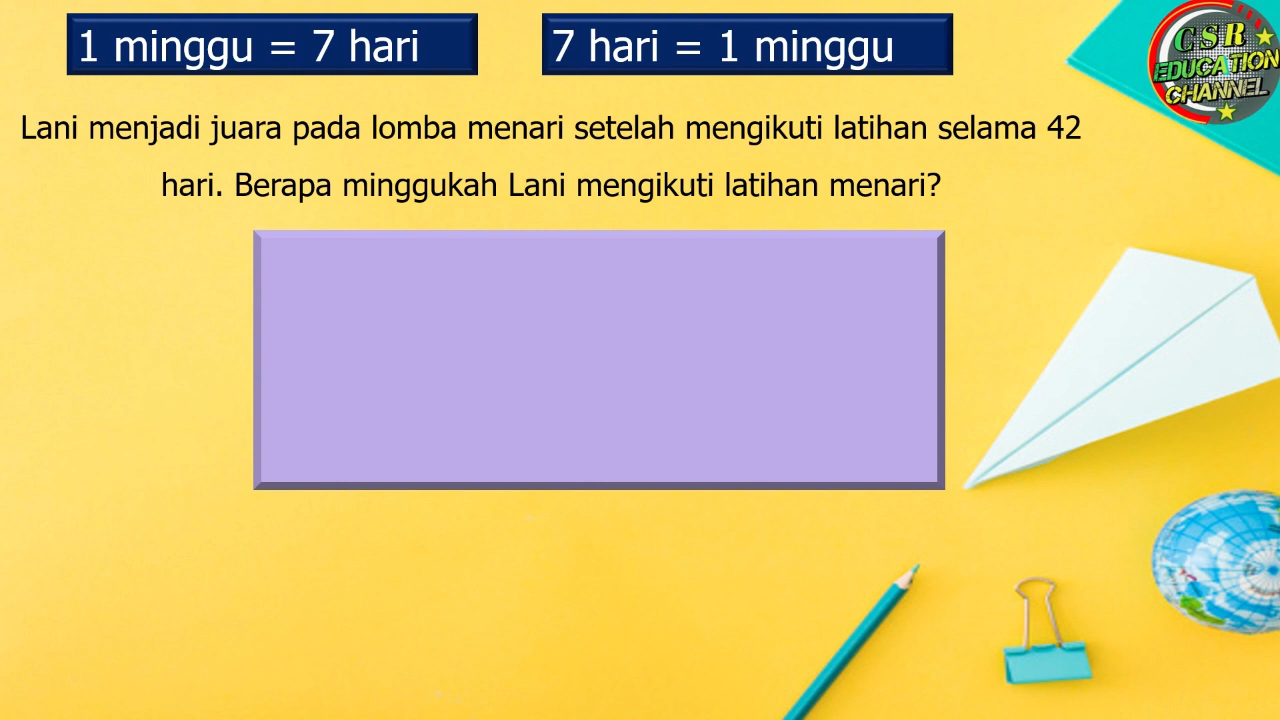 1 minggu = 7 hari
7 hari = 1 minggu
CSR
EDUCATION
CHANNEL
Lani menjadi juara pada lomba menari setelah mengikuti latihan selama 42
hari. Berapa minggukah Lani mengikuti latihan menari?